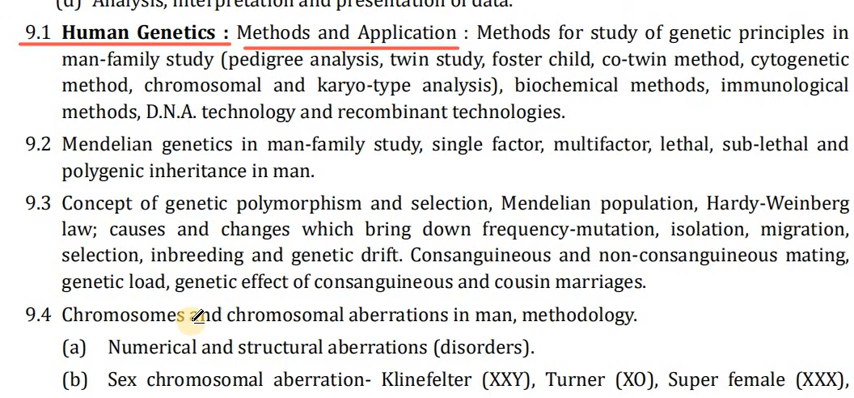 (d) Analysis, interpretation and presentation of data.
9.1 Human Genetics : Methods and Application : Methods for study of genetic principles in
man-family study (pedigree analysis, twin study, foster child, co-twin method, cytogenetic
method, chromosomal and karyo-type analysis), biochemical methods, immunological
methods, D.N.A. technology and recombinant technologies.
9.2 Mendelian genetics in man-family study, single factor, multifactor, lethal, sub-lethal and
polygenic inheritance in man.
9.3 Concept of genetic polymorphism and selection, Mendelian population, Hardy-Weinberg
law; causes and changes which bring down frequency-mutation, isolation, migration,
selection, inbreeding and genetic drift. Consanguineous and non-consanguineous mating,
genetic load, genetic effect of consanguineous and cousin marriages.
9.4 Chromosomes and chromosomal aberrations in man, methodology.
(a) Numerical and structural aberrations (disorders).
(b) Sex chromosomal aberration- Klinefelter (XXY), Turner (XO), Super female (XXX),